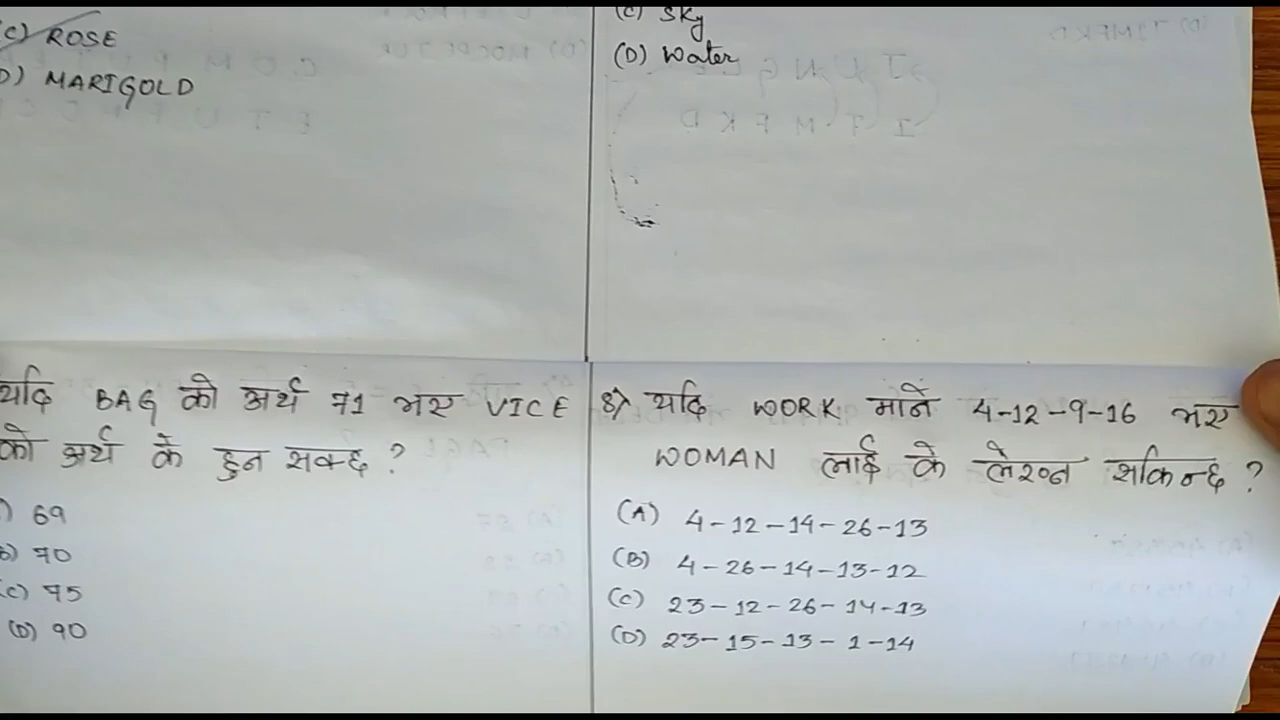 C) ROSE
D) MARIGOLD
(C) Sky
(D) Water
यदि BAG को अर्थ 71 भए VICE
को अर्थ के हुन सक्छ ?
) 69
B) 70
(C) 75
(D) 90
8) यदि WORK माने 4-12-9-16 भए
WOMAN लाई के लेख्न सकिन्छ ?
(A) 4-12-14-26-13
(B) 4-26-14-13-12
(C) 23-12-26-14-13
(D) 23-15-13-1-14